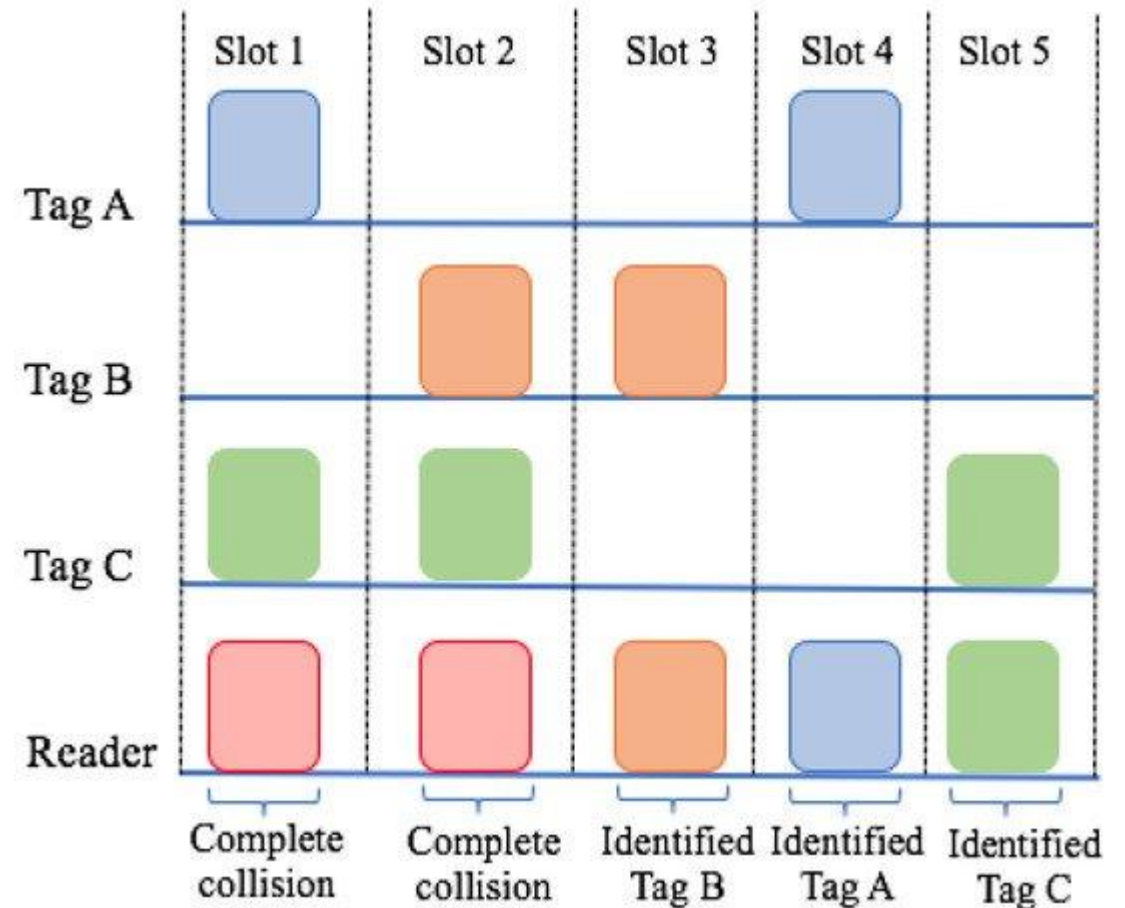 Slot 1 Slot 2 Slot 3 Slot 4 Slot 5
Tag A
Tag B
Tag C
Reader
Complete collision
Complete collision
Identified Tag B
Identified Tag A
Identified Tag C